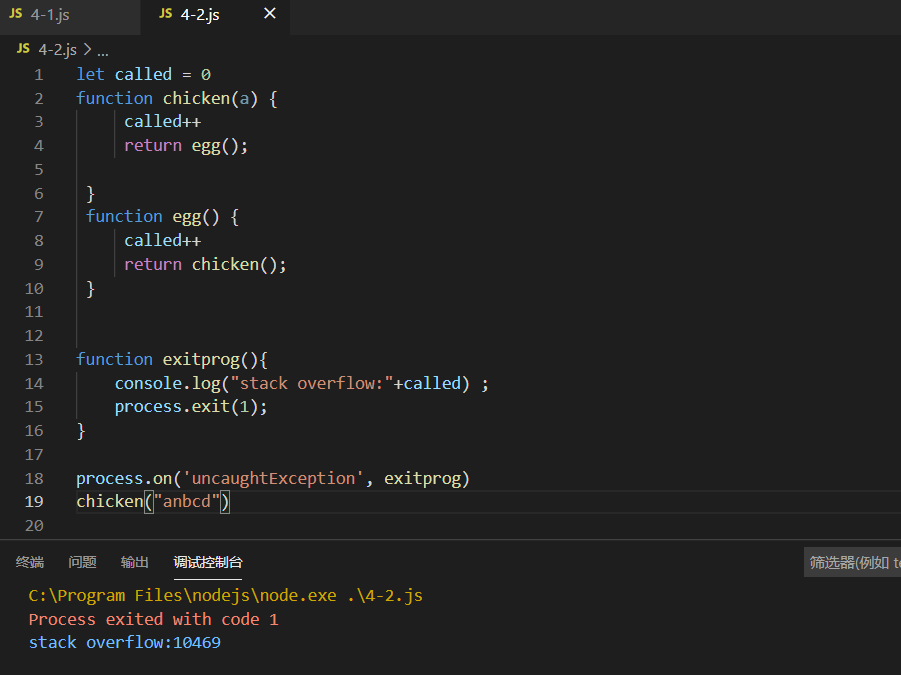 JS 4-1.js JS 4-2.js ×
JS 4-2.js > ...
1 let called = 0
2 function chicken(a) {
3 called++
4 return egg();
5
6 }
7 function egg() {
8 called++
9 return chicken();
10 }
11
12
13 function exitprog(){
14 console.log("stack overflow:"+called) ;
15 process.exit(1);
16 }
17
18 process.on('uncaughtException', exitprog)
19 chicken("anbcd")
20
终端 问题 输出 调试控制台 筛选器(例如 te
C:\Program Files\nodejs\node.exe .\4-2.js
Process exited with code 1
stack overflow:10469